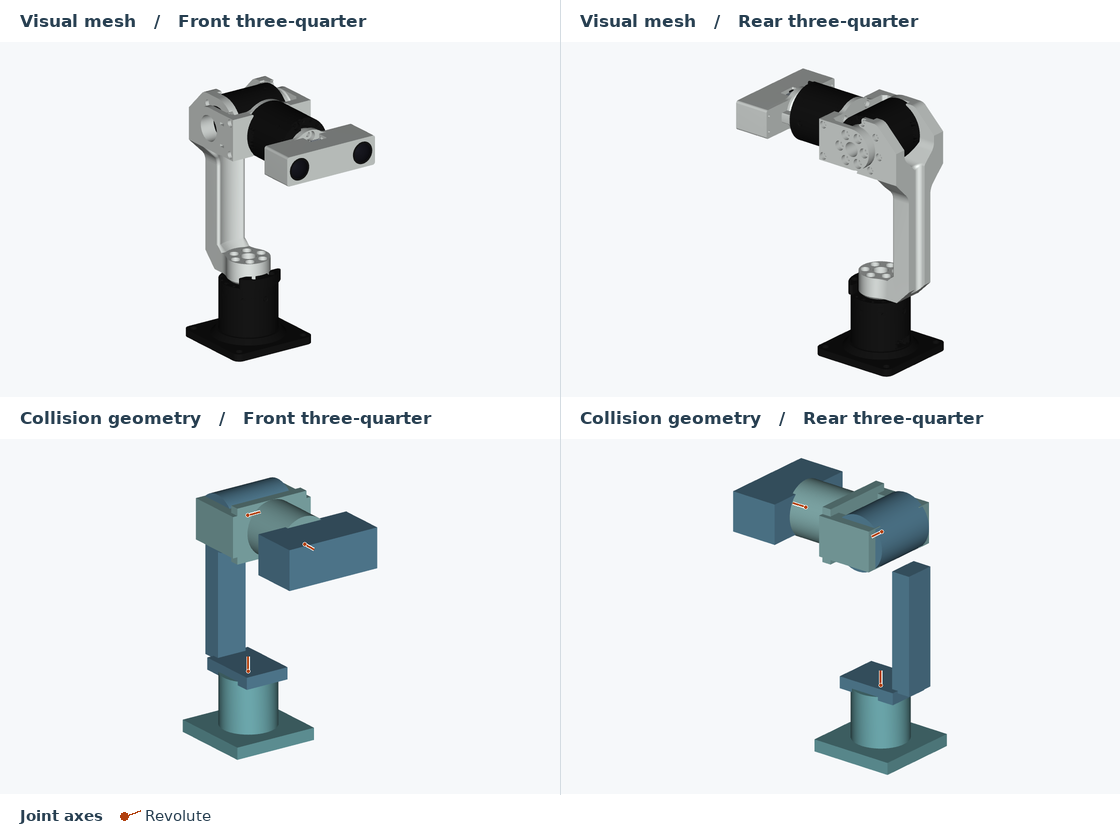 Visual mesh / Front three-quarter
Visual mesh / Rear three-quarter
Collision geometry / Front three-quarter
Collision geometry / Rear three-quarter
Joint axes Revolute